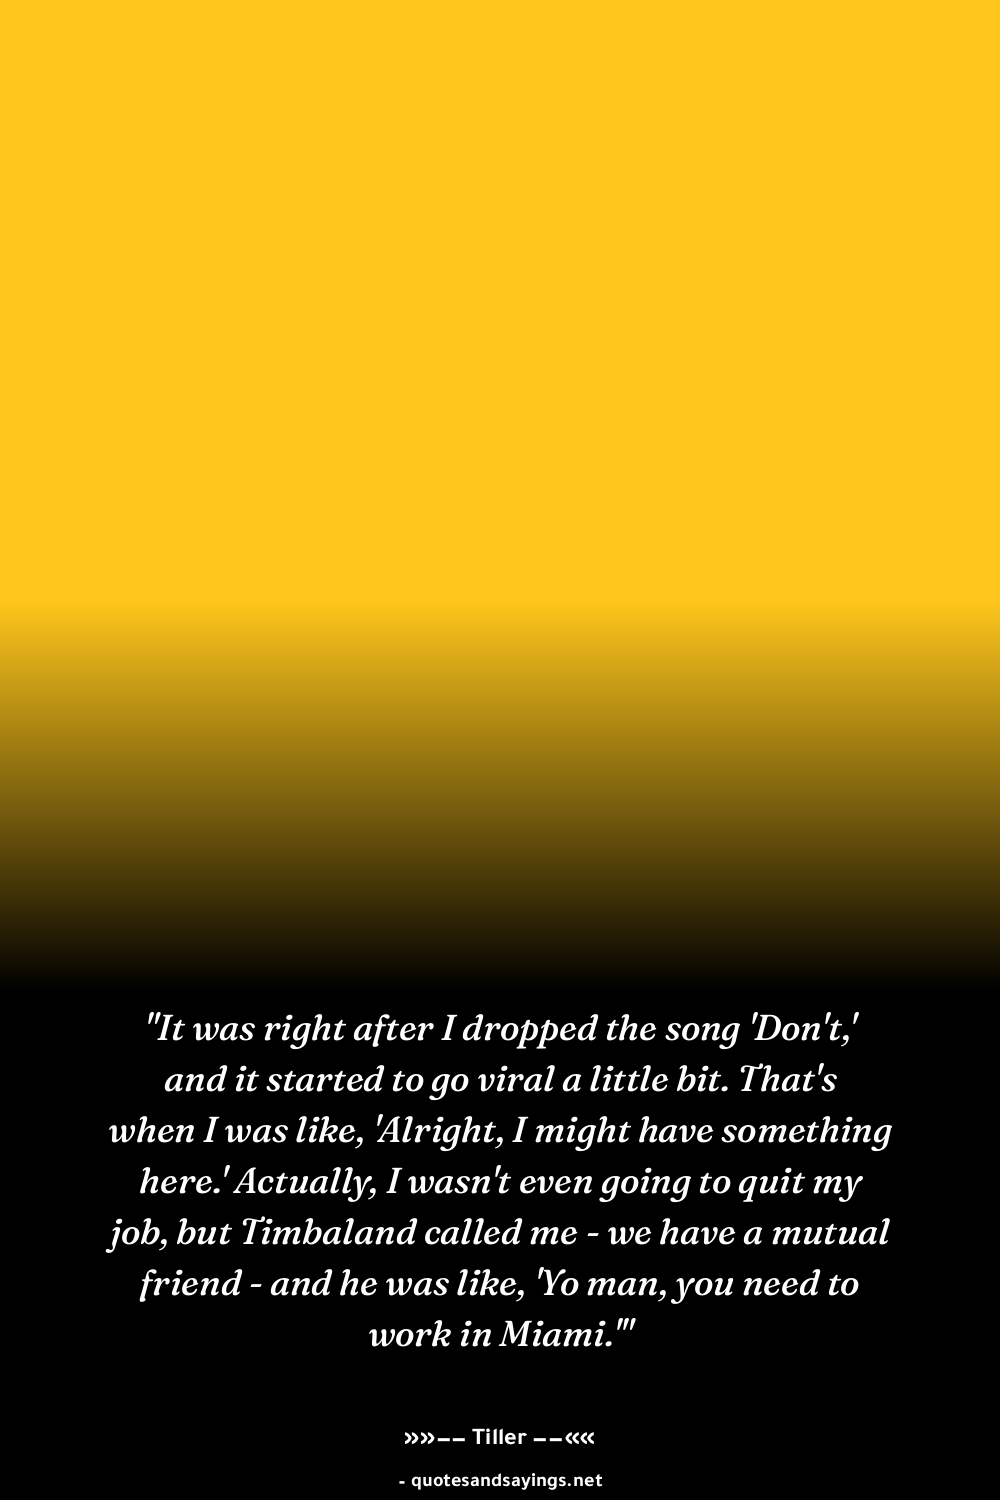 "It was right after I dropped the song 'Don't,'
and it started to go viral a little bit. That's
when I was like, 'Alright, I might have something
here.' Actually, I wasn't even going to quit my
job, but Timbaland called me - we have a mutual
friend - and he was like, 'Yo man, you need to
work in Miami.'"
»»–– Tiller ––««
- quotesandsayings.net